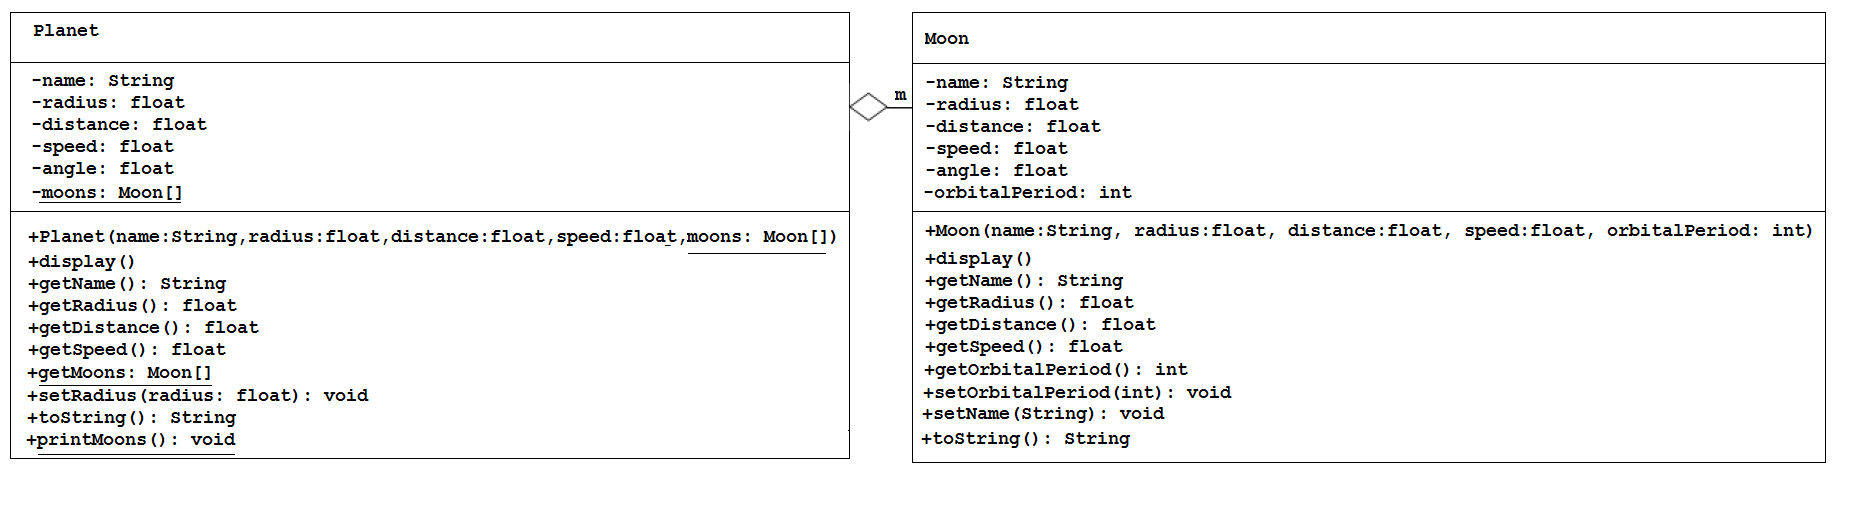 Planet
-name: String
-radius: float
-distance: float
-speed: float
-angle: float
-moons: Moon[]
+Planet(name:String,radius:float,distance:float,speed:float,moons: Moon[])
+display()
+getName(): String
+getRadius(): float
+getDistance(): float
+getSpeed(): float
+getMoons: Moon[]
+setRadius(radius: float): void
+toString(): String
+printMoons(): void
m
Moon
-name: String
-radius: float
-distance: float
-speed: float
-angle: float
-orbitalPeriod: int
+Moon(name:String, radius:float, distance:float, speed:float, orbitalPeriod: int)
+display()
+getName(): String
+getRadius(): float
+getDistance(): float
+getSpeed(): float
+getOrbitalPeriod(): int
+setOrbitalPeriod(int): void
+setName(String): void
+toString(): String